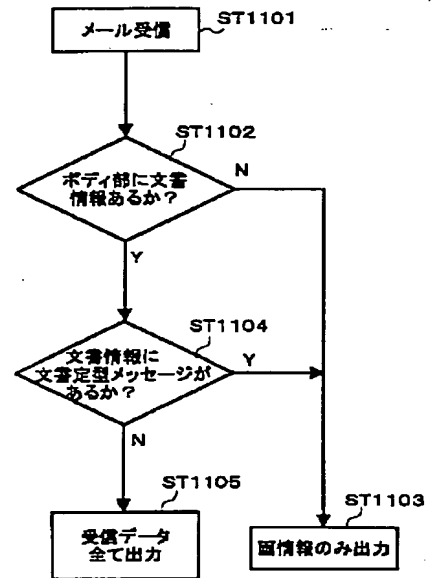 ST1101
メール受信
ST1102
ボディ部に文書
情報あるか？
N
Y
ST1104
文書情報に
文書定型メッセージが
あるか？
Y
N
ST1105
受信データ
全て出力
ST1103
画情報のみ出力